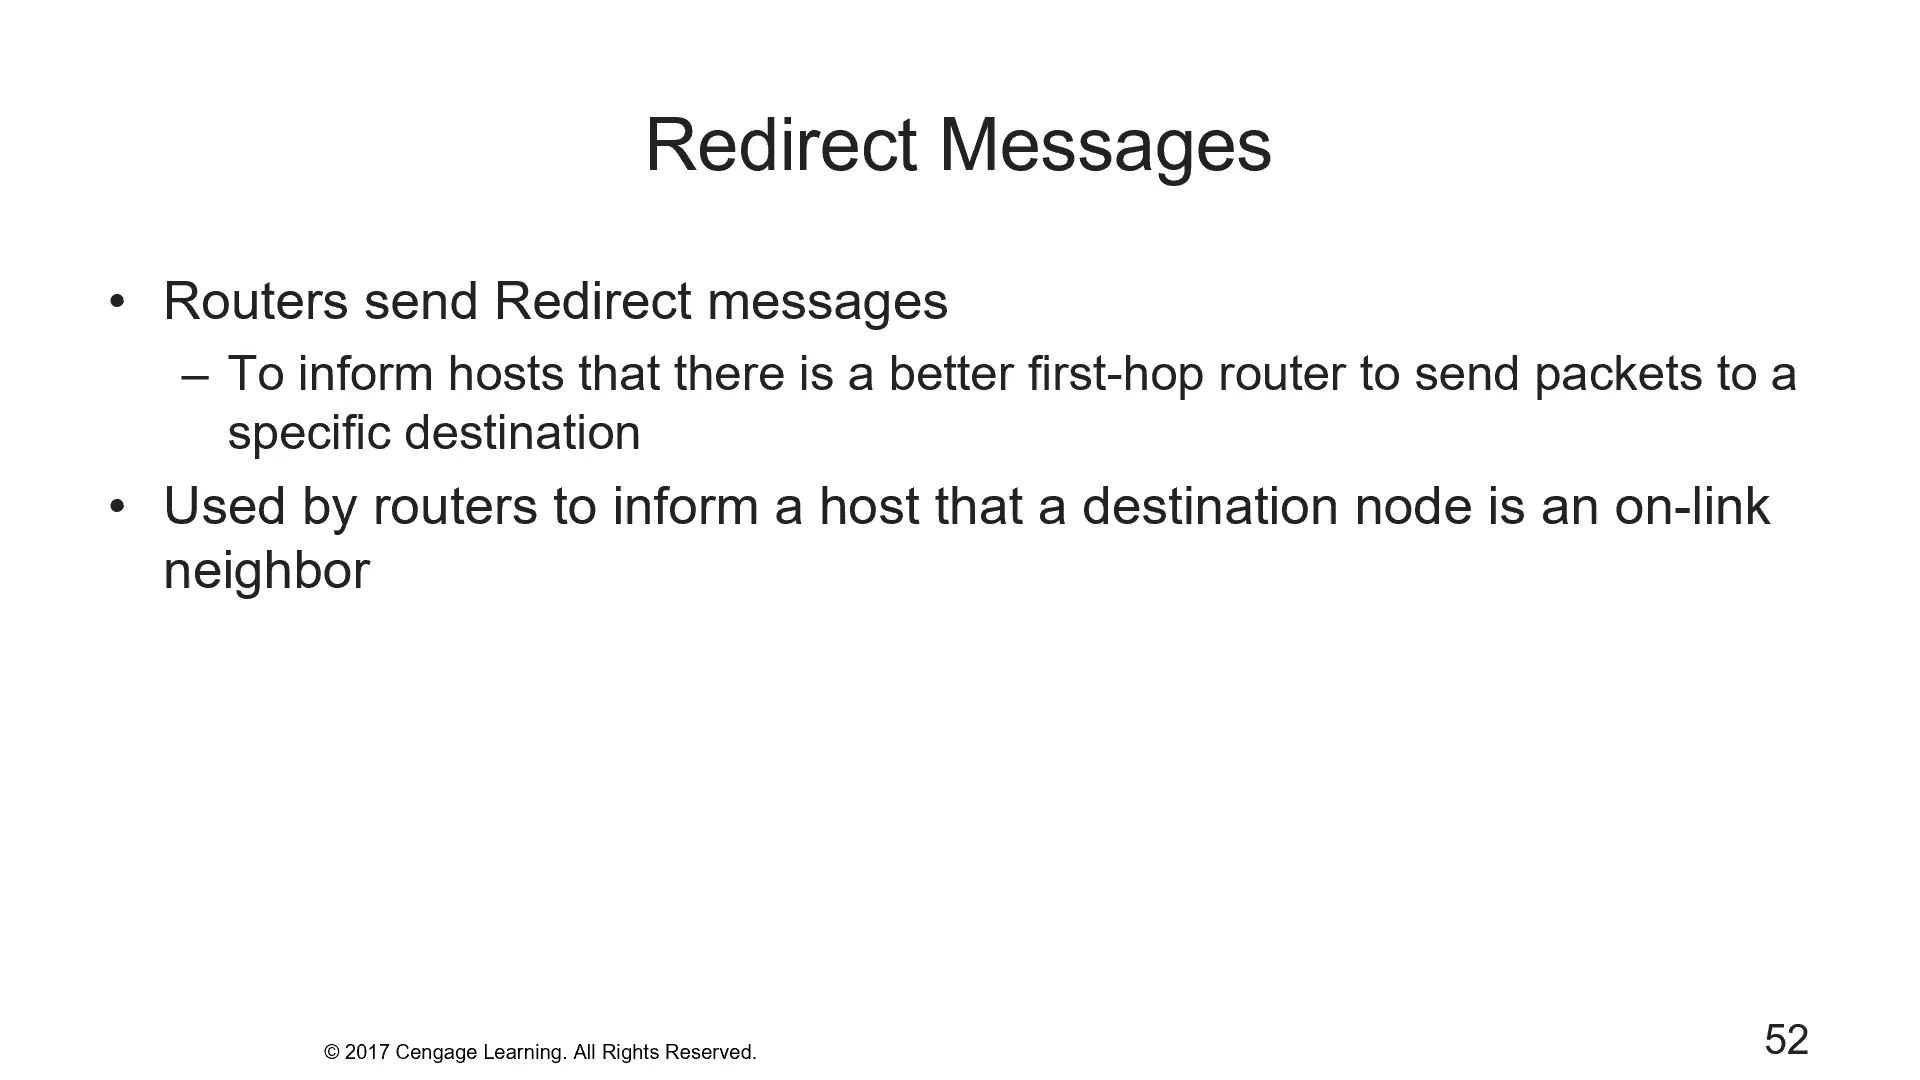 Redirect Messages
• Routers send Redirect messages
– To inform hosts that there is a better first-hop router to send packets to a
specific destination
• Used by routers to inform a host that a destination node is an on-link
neighbor
© 2017 Cengage Learning. All Rights Reserved.
52